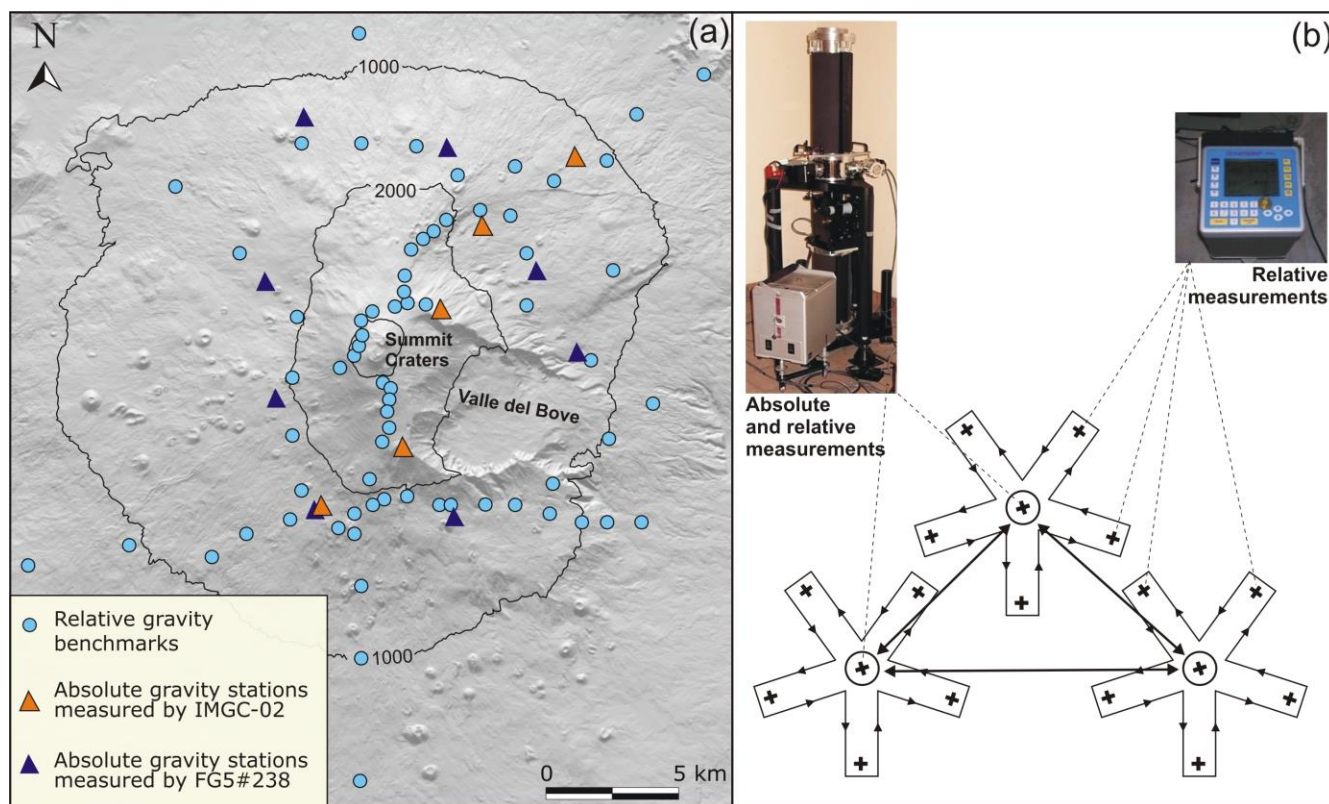 (a)
N
1000
2000
Summit
Craters
Valle del Bove
1000
Relative gravity
benchmarks
Absolute gravity stations
measured by IMGC-02
Absolute gravity stations
measured by FG5#238
0 5 km
(b)
Relative
measurements
Absolute
and relative
measurements